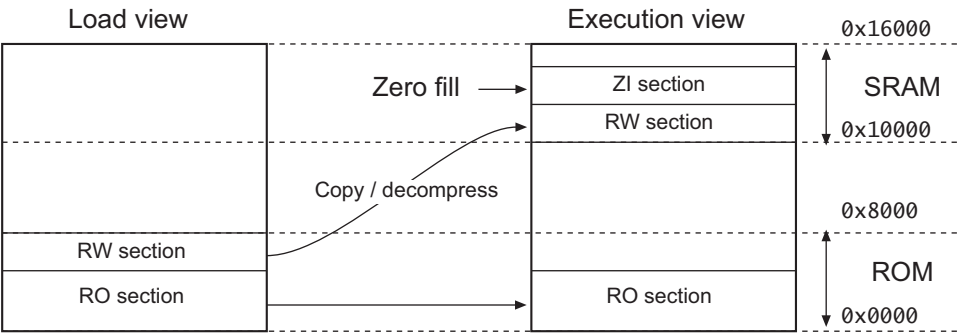 Load view
Execution view
0x16000
Zero fill
ZI section
SRAM
RW section
0x10000
Copy / decompress
0x8000
RW section
ROM
RO section
RO section
0x0000